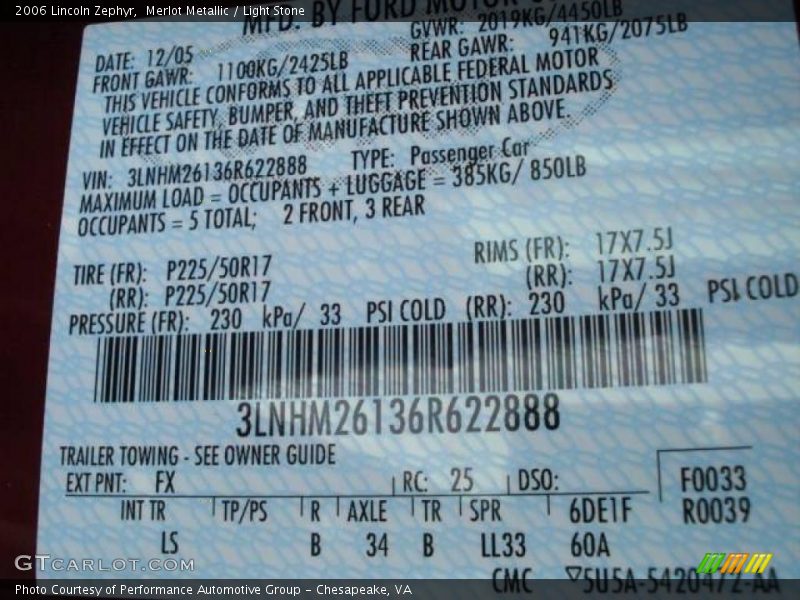 2006 Lincoln Zephyr, Merlot Metallic / Light Stone
MFD. BY FORD MOTOR
DATE: 12/05 GVWR: 2019KG/4450LB
FRONT GAWR: 1100KG/2425LB REAR GAWR: 941KG/2075LB
THIS VEHICLE CONFORMS TO ALL APPLICABLE FEDERAL MOTOR
VEHICLE SAFETY, BUMPER, AND THEFT PREVENTION STANDARDS
IN EFFECT ON THE DATE OF MANUFACTURE SHOWN ABOVE.
VIN: 3LNHM26136R622888 TYPE: Passenger Car
MAXIMUM LOAD = OCCUPANTS + LUGGAGE = 385KG/ 850LB
OCCUPANTS = 5 TOTAL; 2 FRONT, 3 REAR
TIRE (FR): P225/50R17 RIMS (FR): 17X7.5J
(RR): P225/50R17 (RR): 17X7.5J
PRESSURE (FR): 230 kPa/ 33 PSI COLD (RR): 230 kPa/ 33 PSI COLD
3LNHM26136R622888
TRAILER TOWING - SEE OWNER GUIDE
EXT PNT: FX RC: 25 DSO: F0033
INT TR TP/PS R AXLE TR SPR 6DE1F R0039
LS B 34 B LL33 60A
CMC ▽5U5A-5420472-AA
GTCARLOT.COM
Photo Courtesy of Performance Automotive Group - Chesapeake, VA